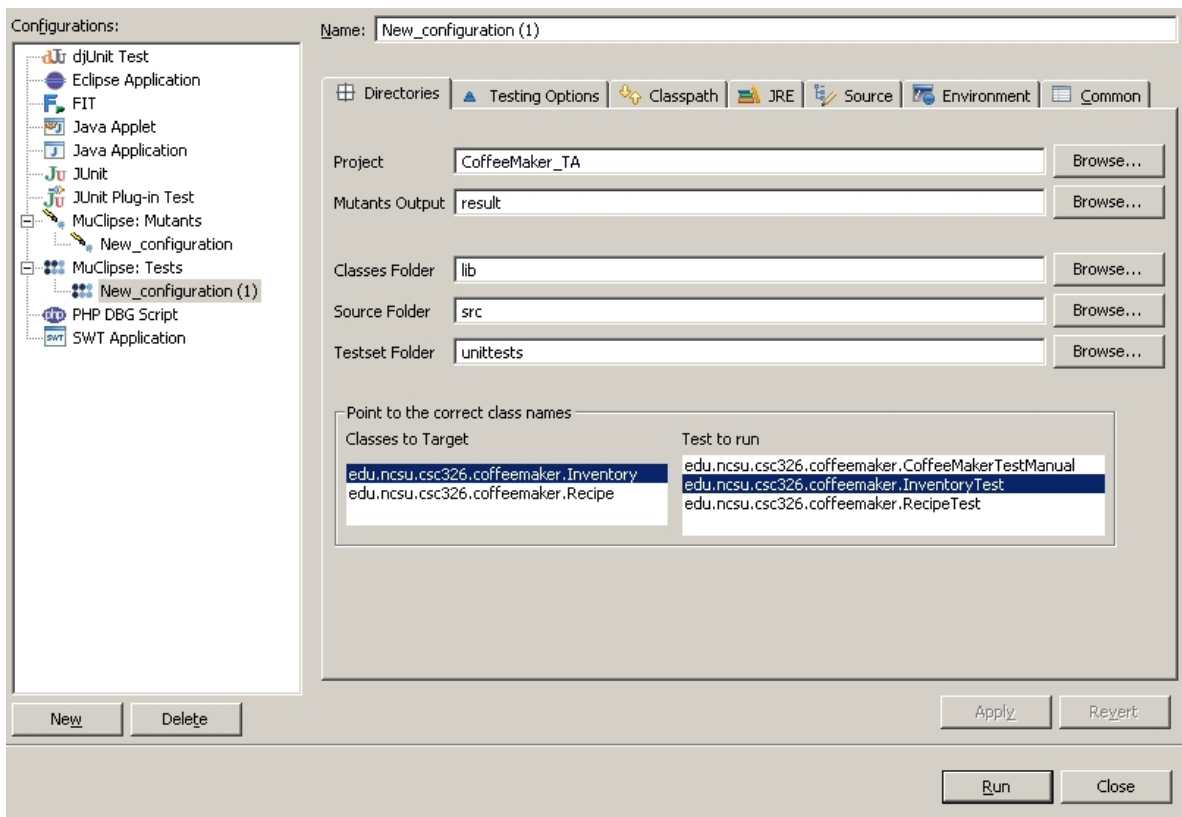 Configurations:
djUnit Test
Eclipse Application
FIT
Java Applet
Java Application
JUnit
JUnit Plug-in Test
MuClipse: Mutants
New_configuration
MuClipse: Tests
New_configuration (1)
PHP DBG Script
SWT Application
New
Delete
Name: New_configuration (1)
Directories
Testing Options
Classpath
JRE
Source
Environment
Common
Project CoffeeMaker_TA Browse...
Mutants Output result Browse...
Classes Folder lib Browse...
Source Folder src Browse...
Testset Folder unittests Browse...
Point to the correct class names
Classes to Target
edu.ncsu.csc326.coffeemaker.Inventory
edu.ncsu.csc326.coffeemaker.Recipe
Test to run
edu.ncsu.csc326.coffeemaker.CoffeeMakerTestManual
edu.ncsu.csc326.coffeemaker.InventoryTest
edu.ncsu.csc326.coffeemaker.RecipeTest
Apply
Revert
Run
Close